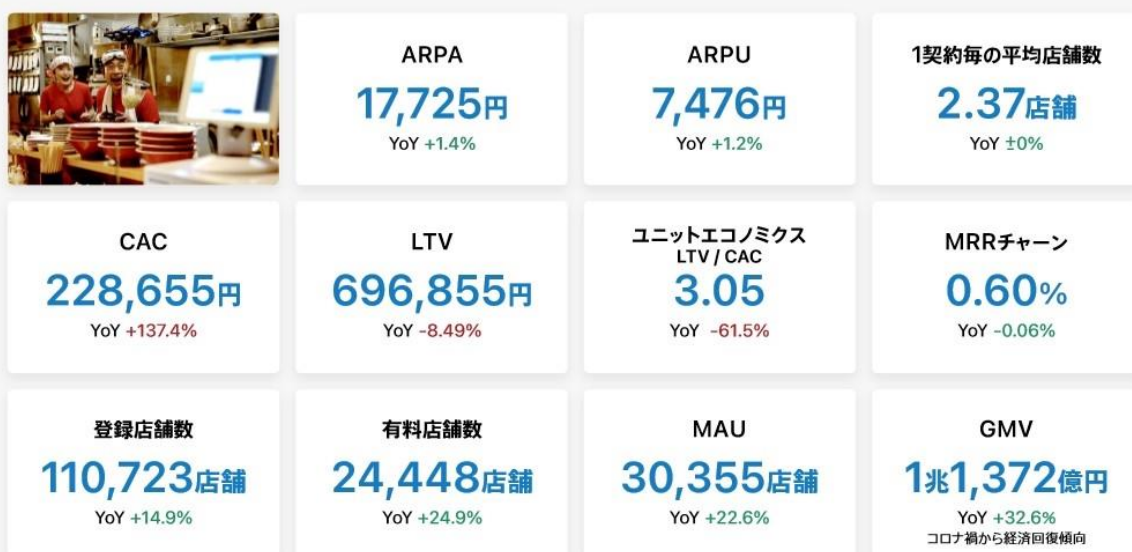 ARPA
17,725円
YoY +1.4%
ARPU
7,476円
YoY +1.2%
1契約毎の平均店舗数
2.37店舗
YoY ±0%
CAC
228,655円
YoY +137.4%
LTV
696,855円
YoY -8.49%
ユニットエコノミクス
LTV / CAC
3.05
YoY -61.5%
MRRチャーン
0.60%
YoY -0.06%
登録店舗数
110,723店舗
YoY +14.9%
有料店舗数
24,448店舗
YoY +24.9%
MAU
30,355店舗
YoY +22.6%
GMV
1兆1,372億円
YoY +32.6%
コロナ禍から経済回復傾向